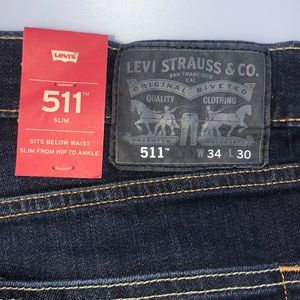 Levi's
511™
SLIM
SITS BELOW WAIST
SLIM FROM HIP TO ANKLE
LEVI STRAUSS & CO.
SAN FRANCISCO
CAL
ORIGINAL RIVETED
QUALITY CLOTHING
511™ W 34 L 30